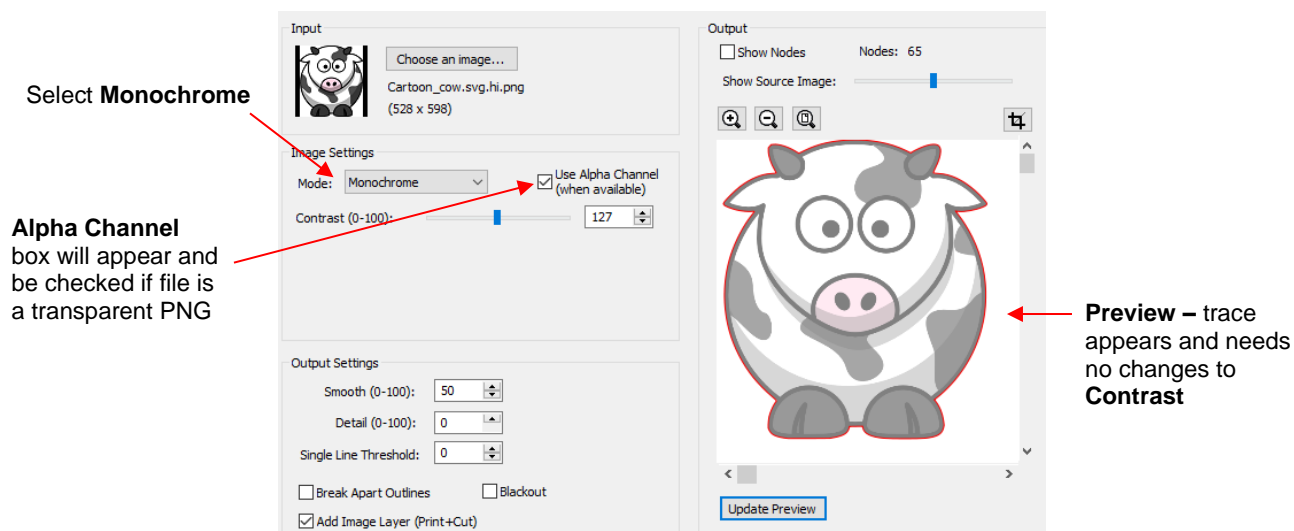 Select Monochrome
Alpha Channel
box will appear and
be checked if file is
a transparent PNG
Input
Choose an image...
Cartoon_cow.svg.hi.png
(528 x 598)
Image Settings
Mode: Monochrome
Use Alpha Channel
(when available)
Contrast (0-100): 127
Output Settings
Smooth (0-100): 50
Detail (0-100): 0
Single Line Threshold: 0
Break Apart Outlines Blackout
Add Image Layer (Print+Cut)
Output
Show Nodes Nodes: 65
Show Source Image:
Update Preview
Preview – trace
appears and needs
no changes to
Contrast